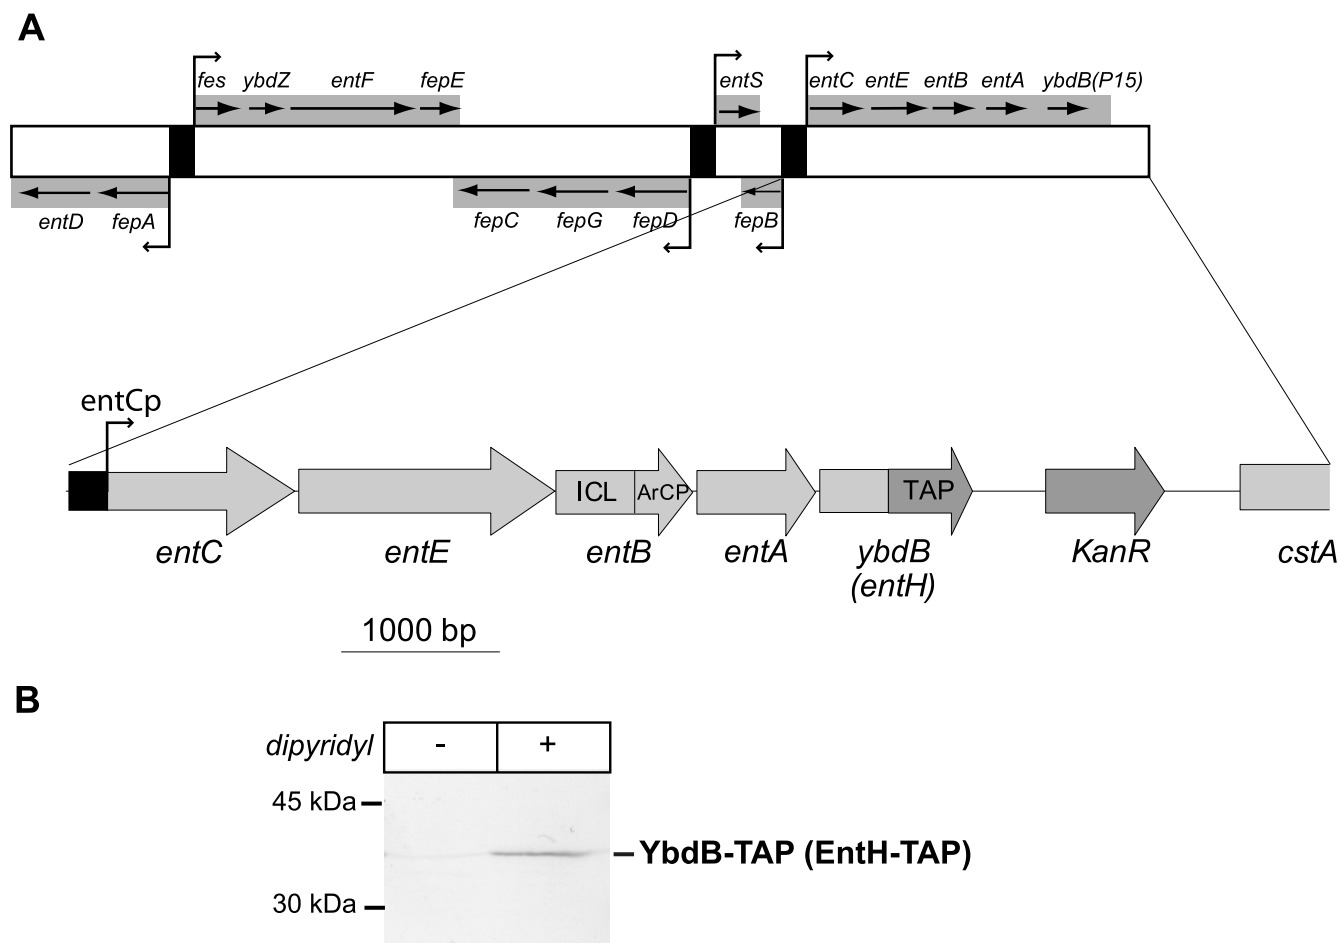 A
fes ybdZ entF fepE entS entC entE entB entA ybdB(P15)
entD fepA fepC fepG fepD fepB
entCp
ICL ArCP TAP
entC entE entB entA ybdB KanR cstA
(entH)
1000 bp
B
dipyridyl - +
45 kDa
YbdB-TAP (EntH-TAP)
30 kDa